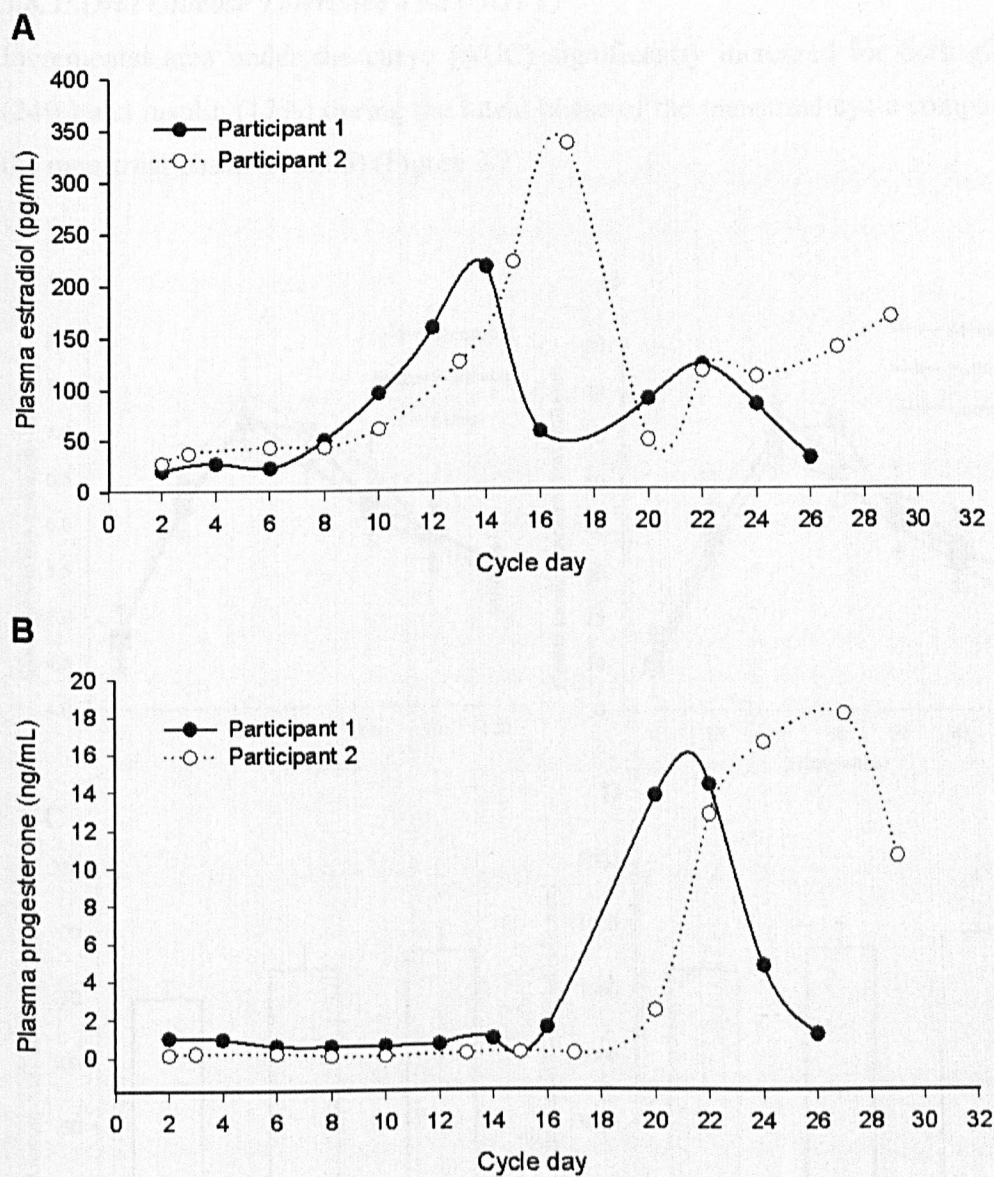 A
400
350
300
250
200
150
100
50
0
Plasma estradiol (pg/mL)
Participant 1
Participant 2
0 2 4 6 8 10 12 14 16 18 20 22 24 26 28 30 32
Cycle day
B
20
18
16
14
12
10
8
6
4
2
0
Plasma progesterone (ng/mL)
Participant 1
Participant 2
0 2 4 6 8 10 12 14 16 18 20 22 24 26 28 30 32
Cycle day